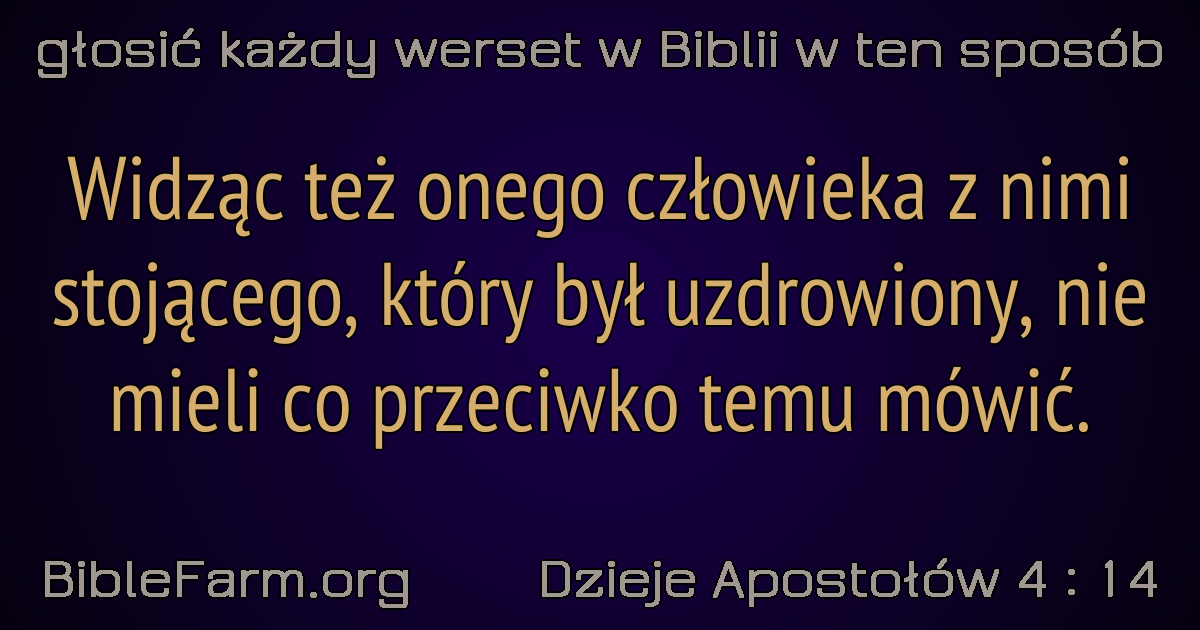 głosić każdy werset w Biblii w ten sposób
Widząc też onego człowieka z nimi
stojącego, który był uzdrowiony, nie
mieli co przeciwko temu mówić.
BibleFarm.org
Dzieje Apostołów 4 : 14